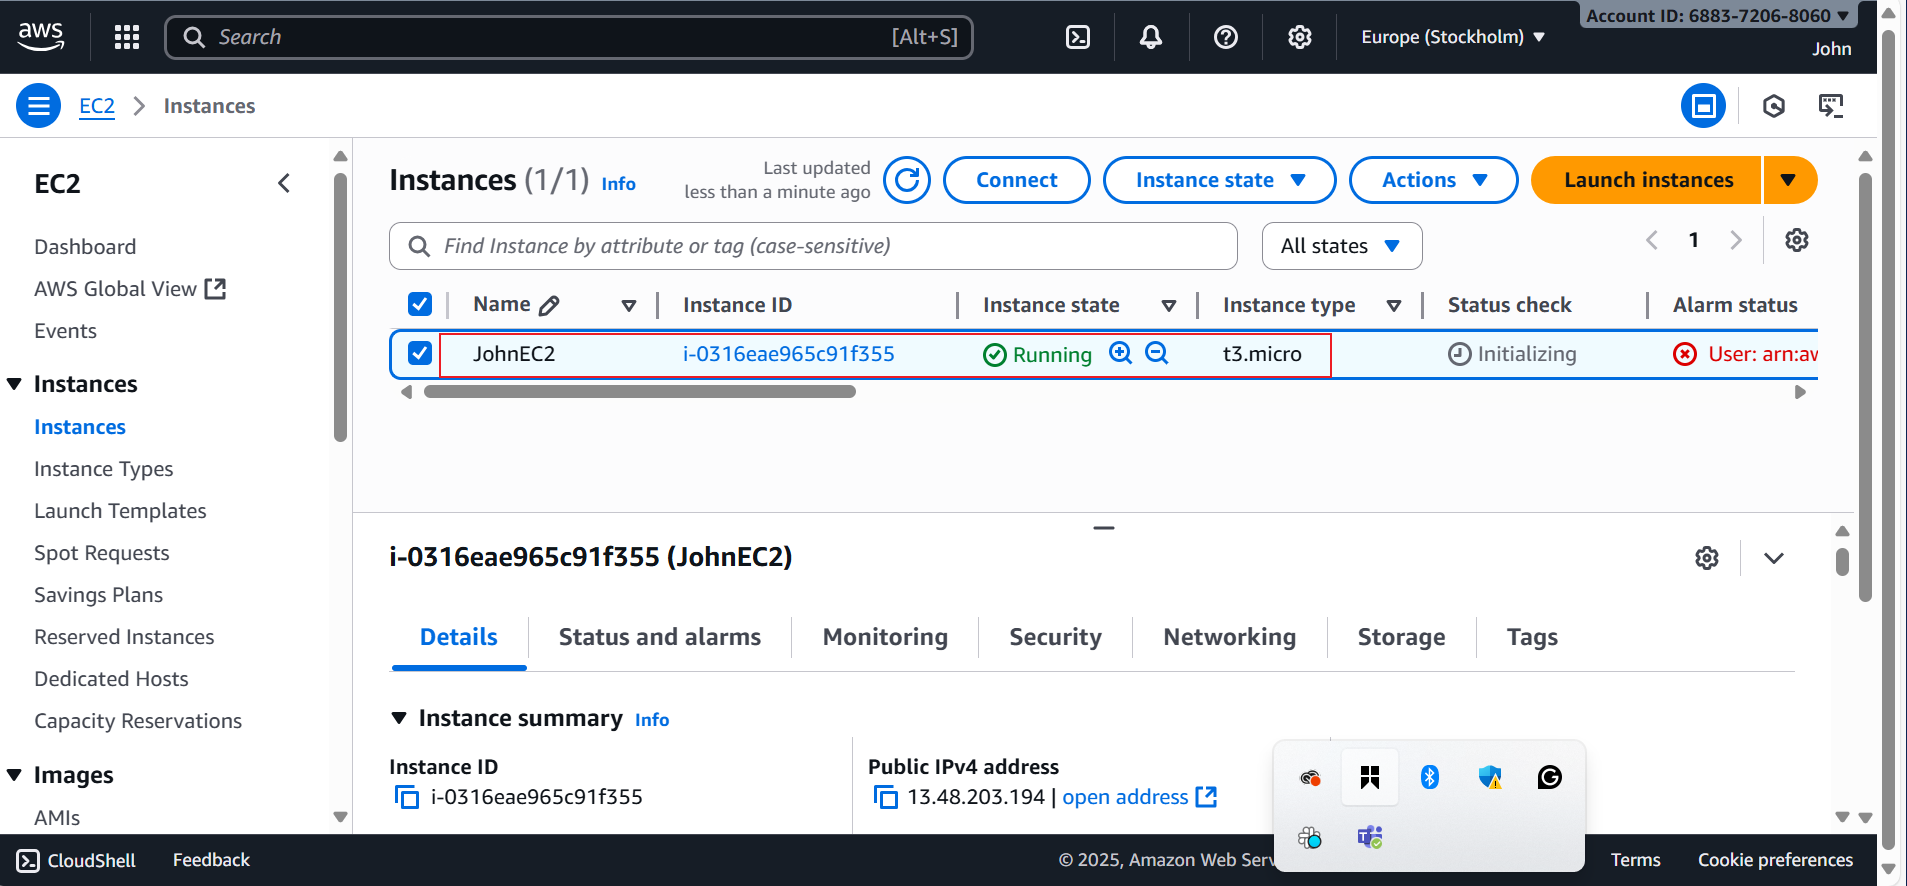 aws
Search
[Alt+S]
Europe (Stockholm)
Account ID: 6883-7206-8060
John
EC2
Instances
EC2
Dashboard
AWS Global View
Events
Instances
Instances
Instance Types
Launch Templates
Spot Requests
Savings Plans
Reserved Instances
Dedicated Hosts
Capacity Reservations
Images
AMIs
Instances (1/1) Info
Last updated
less than a minute ago
Connect
Instance state
Actions
Launch instances
Find Instance by attribute or tag (case-sensitive)
All states
1
Name
Instance ID
Instance state
Instance type
Status check
Alarm status
JohnEC2
i-0316eae965c91f355
Running
t3.micro
Initializing
User: arn:aw
i-0316eae965c91f355 (JohnEC2)
Details
Status and alarms
Monitoring
Security
Networking
Storage
Tags
Instance summary Info
Instance ID
i-0316eae965c91f355
Public IPv4 address
13.48.203.194 | open address
CloudShell
Feedback
© 2025, Amazon Web Serv
Terms
Cookie preferences